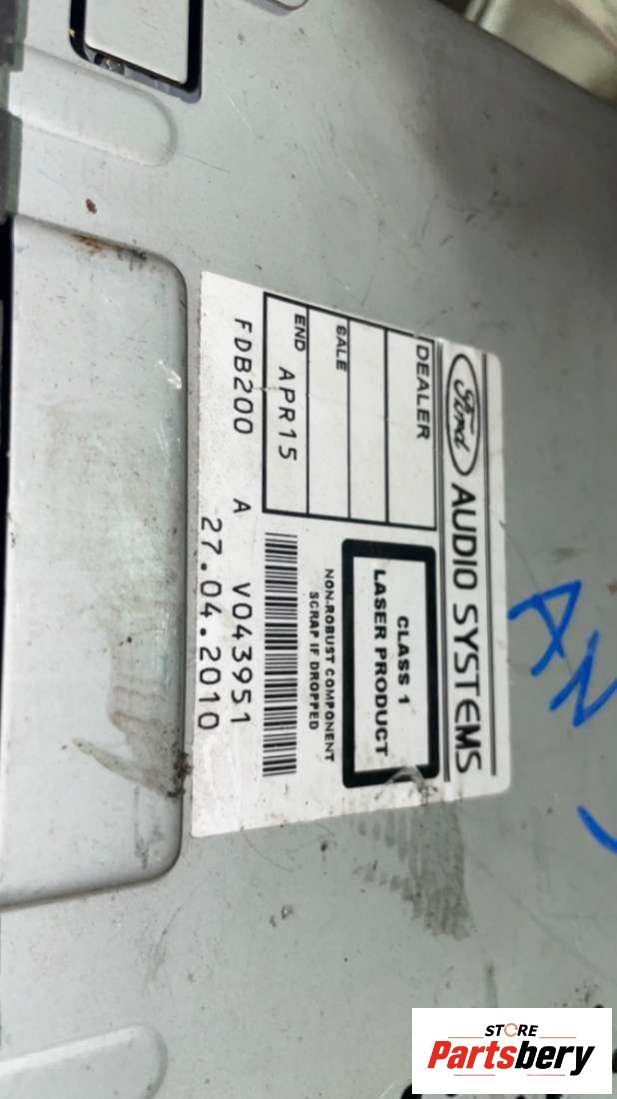 Ford AUDIO SYSTEMS
DEALER
SALE
END APR15
CLASS 1
LASER PRODUCT
NON-ROBUST COMPONENT
SCRAP IF DROPPED
FDB200 A V043951
27.04.2010
AN
STORE
Partsbery